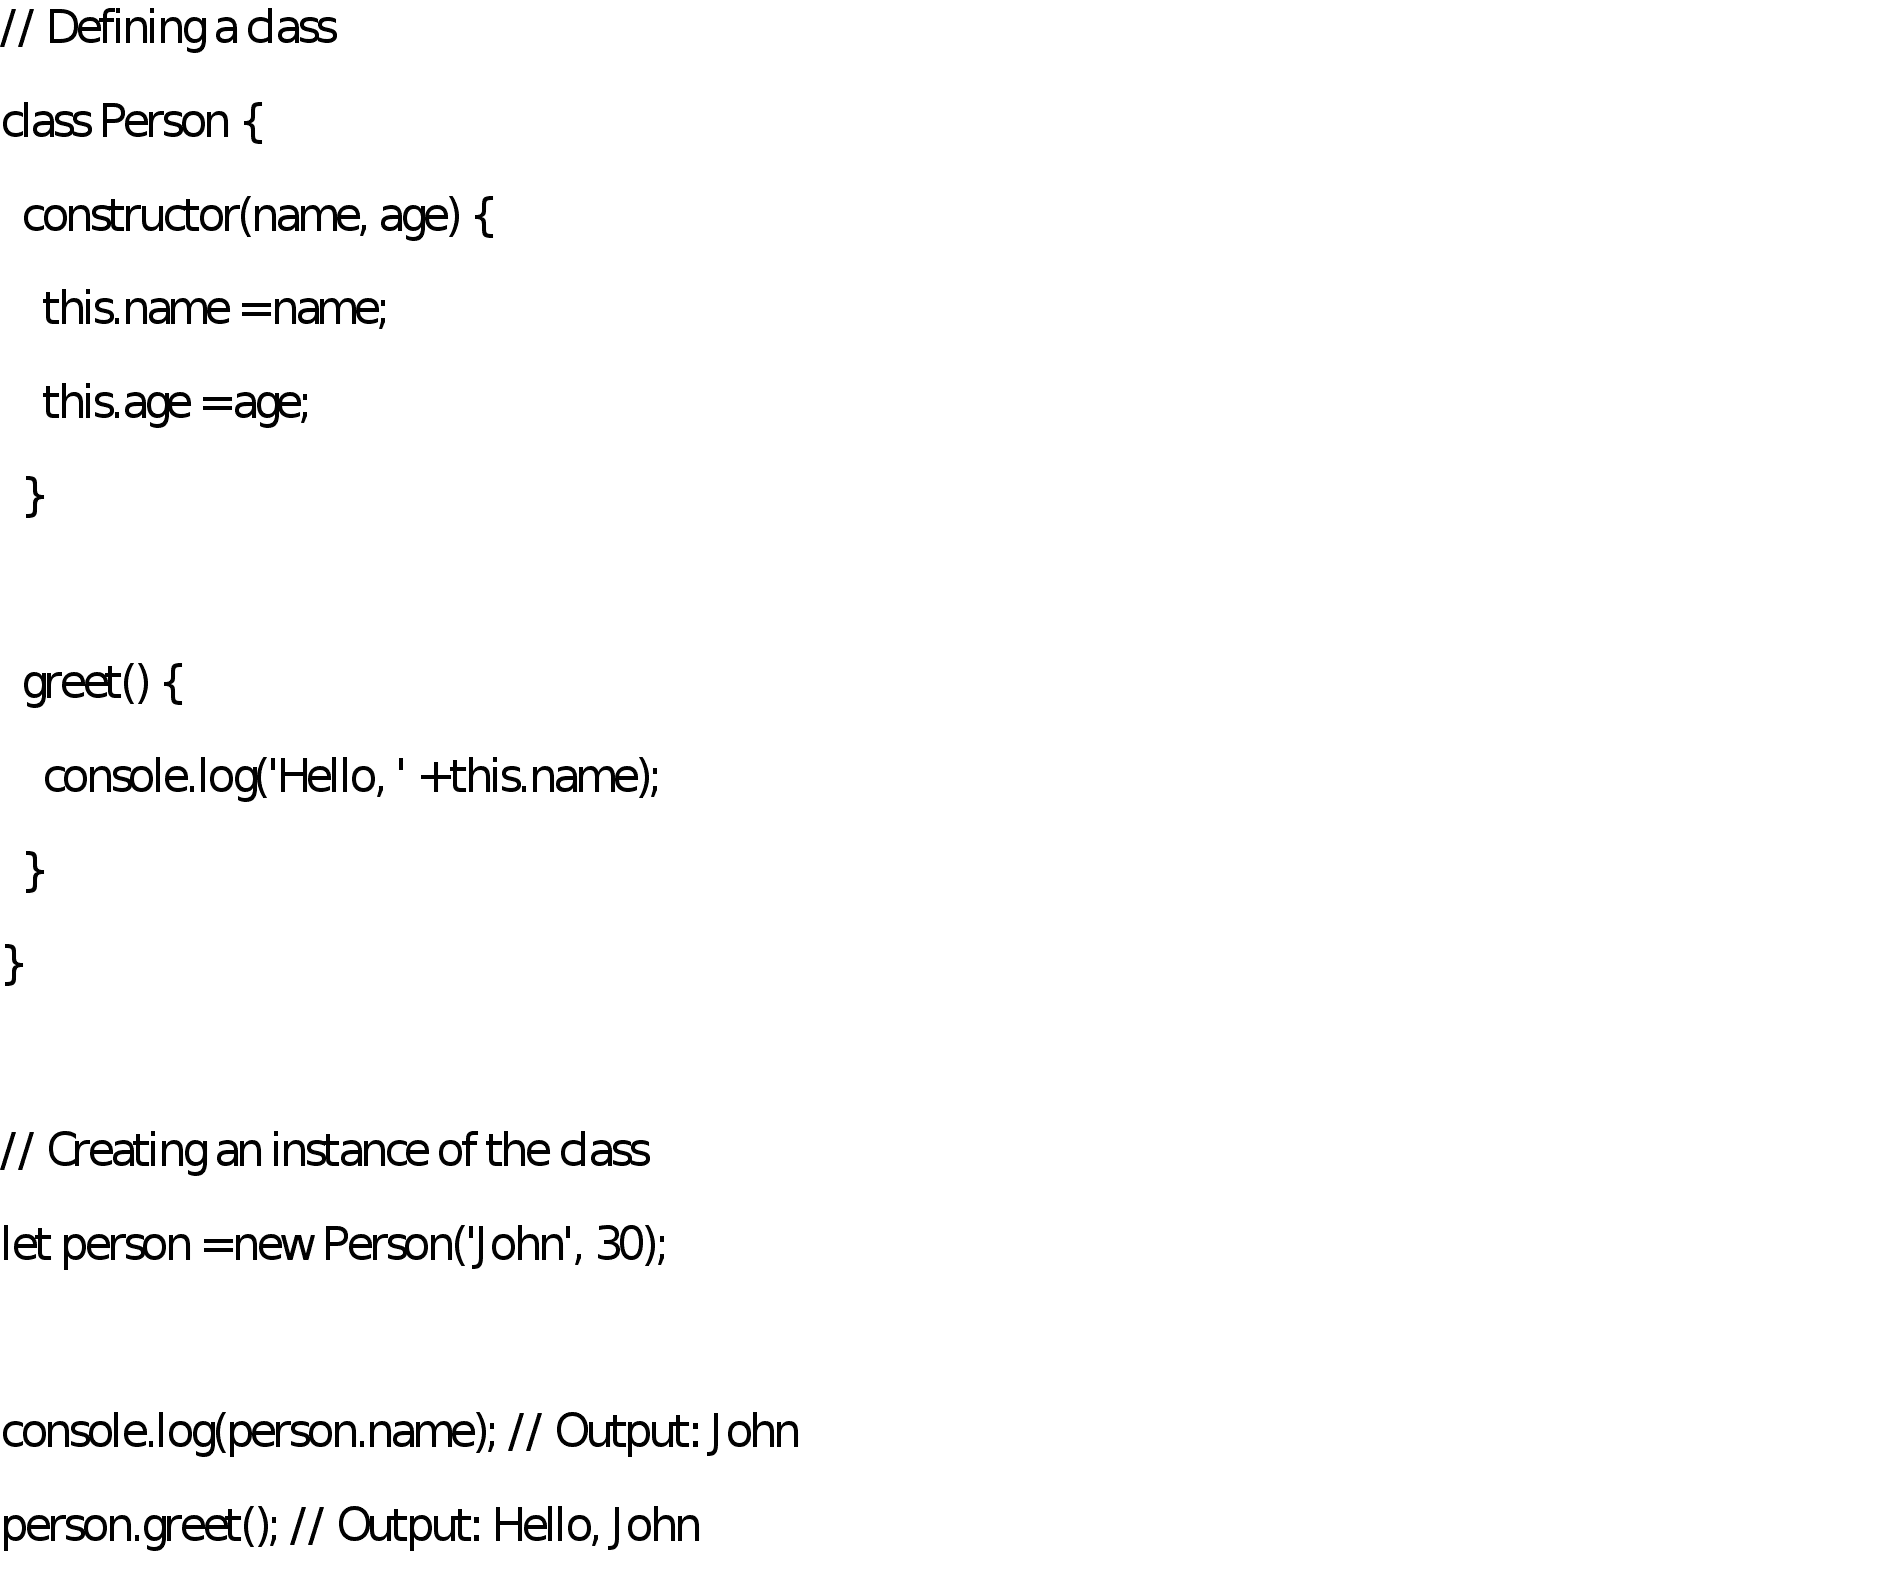 // Defining a class
class Person {
  constructor(name, age) {
    this.name = name;
    this.age = age;
  }

  greet() {
    console.log('Hello, ' + this.name);
  }
}

// Creating an instance of the class
let person = new Person('John', 30);

console.log(person.name); // Output: John
person.greet(); // Output: Hello, John